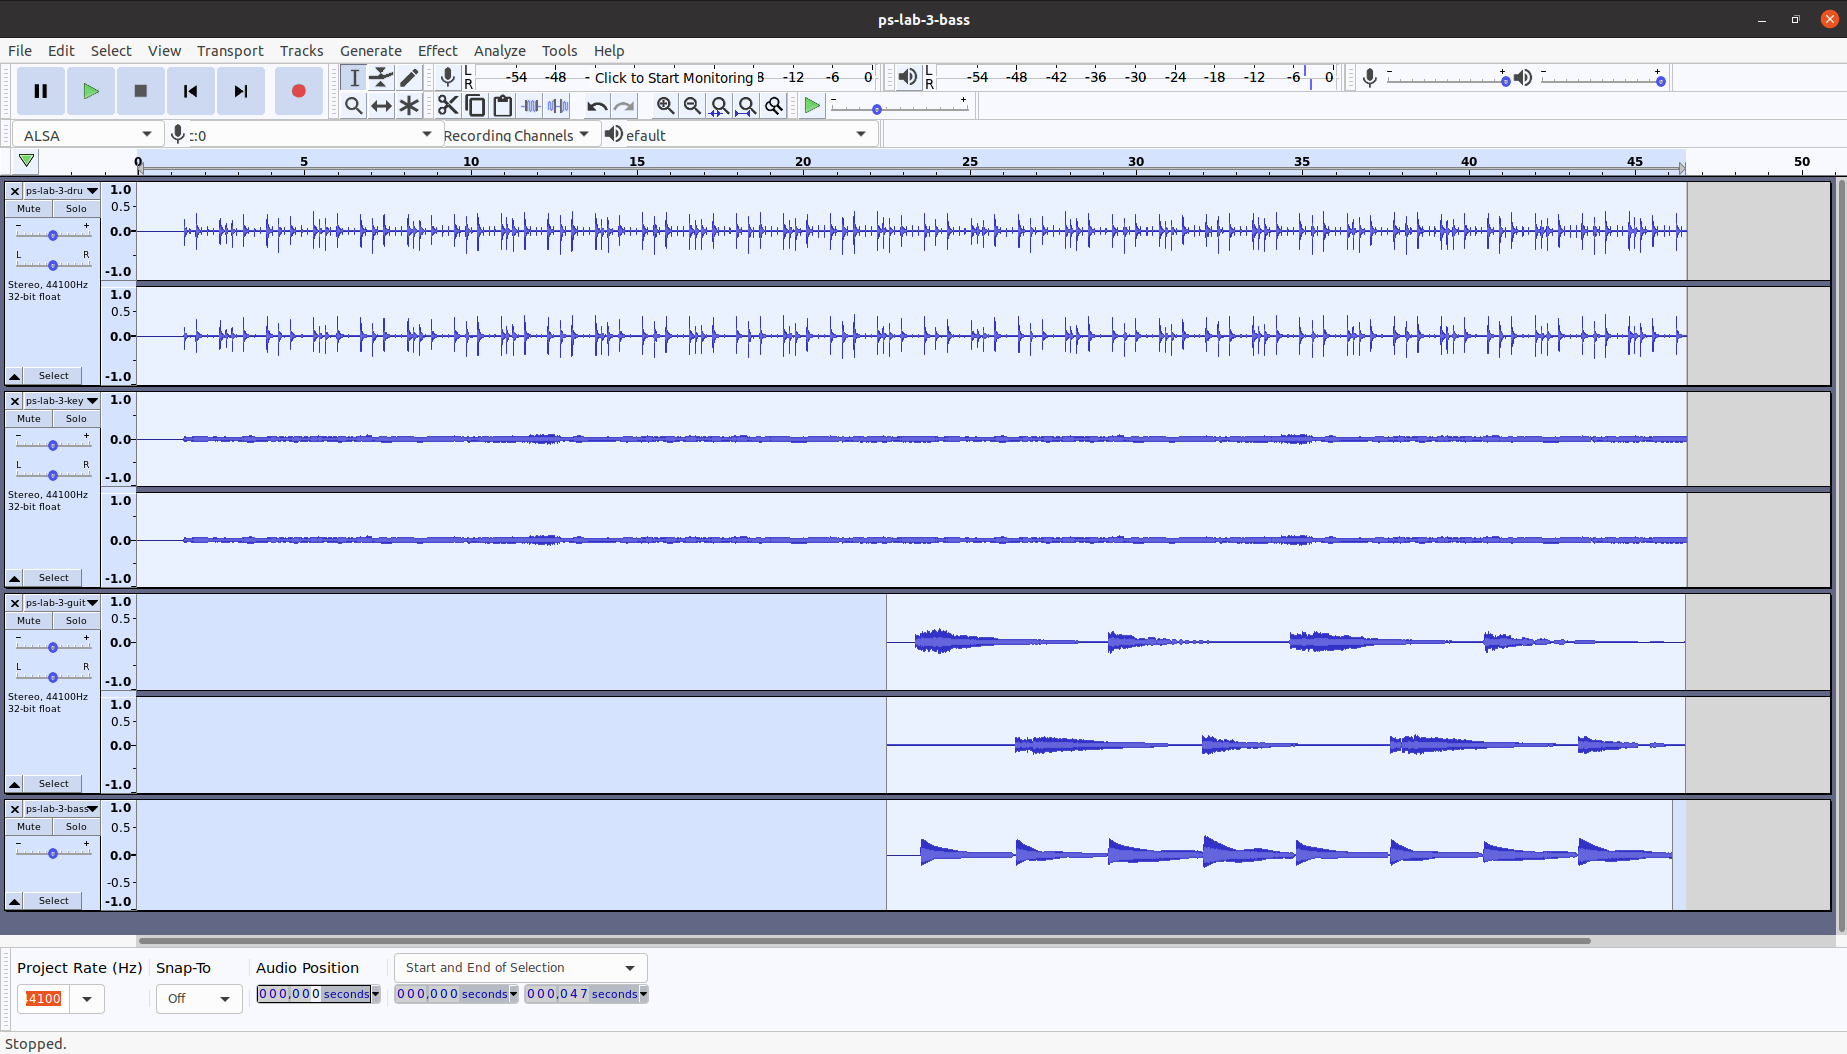 ps-lab-3-bass
File Edit Select View Transport Tracks Generate Effect Analyze Tools Help
L R -54 -48 - Click to Start Monitoring 8 -12 -6 0 L R -54 -48 -42 -36 -30 -24 -18 -12 -6 0 - + - +
- +
ALSA c:0 Recording Channels efault
0 5 10 15 20 25 30 35 40 45 50
ps-lab-3-dru 1.0
Mute Solo 0.5
- + 0.0
L R -1.0
Stereo, 44100Hz 1.0
32-bit float 0.5
0.0
Select -1.0
ps-lab-3-key 1.0
Mute Solo
- + 0.0
L R -1.0
Stereo, 44100Hz 1.0
32-bit float
0.0
Select -1.0
ps-lab-3-guit 1.0
Mute Solo 0.5
- + 0.0
L R -1.0
Stereo, 44100Hz 1.0
32-bit float 0.5
0.0
Select -1.0
ps-lab-3-bass 1.0
Mute Solo 0.5
- + 0.0
-0.5
Select -1.0
Project Rate (Hz) Snap-To Audio Position Start and End of Selection
44100 Off 000,000 seconds 000,000 seconds 000,047 seconds
Stopped.